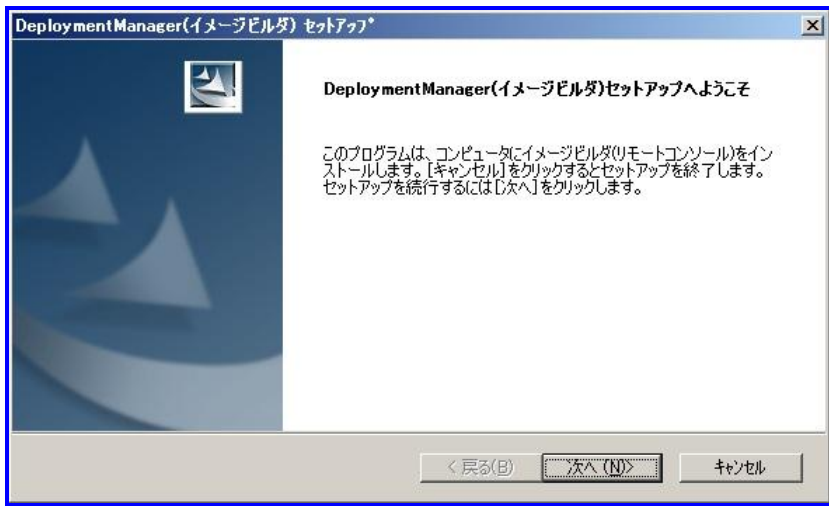 DeploymentManager(イメージビルダ) ｾｯﾄｱｯﾌﾟ
DeploymentManager(イメージビルダ)セットアップへようこそ
このプログラムは、コンピュータにイメージビルダ(リモートコンソール)をイン
ストールします。[キャンセル]をクリックするとセットアップを終了します。
セットアップを続行するには[次へ]をクリックします。
< 戻る(B)
次へ (N)>
ｷｬﾝｾﾙ